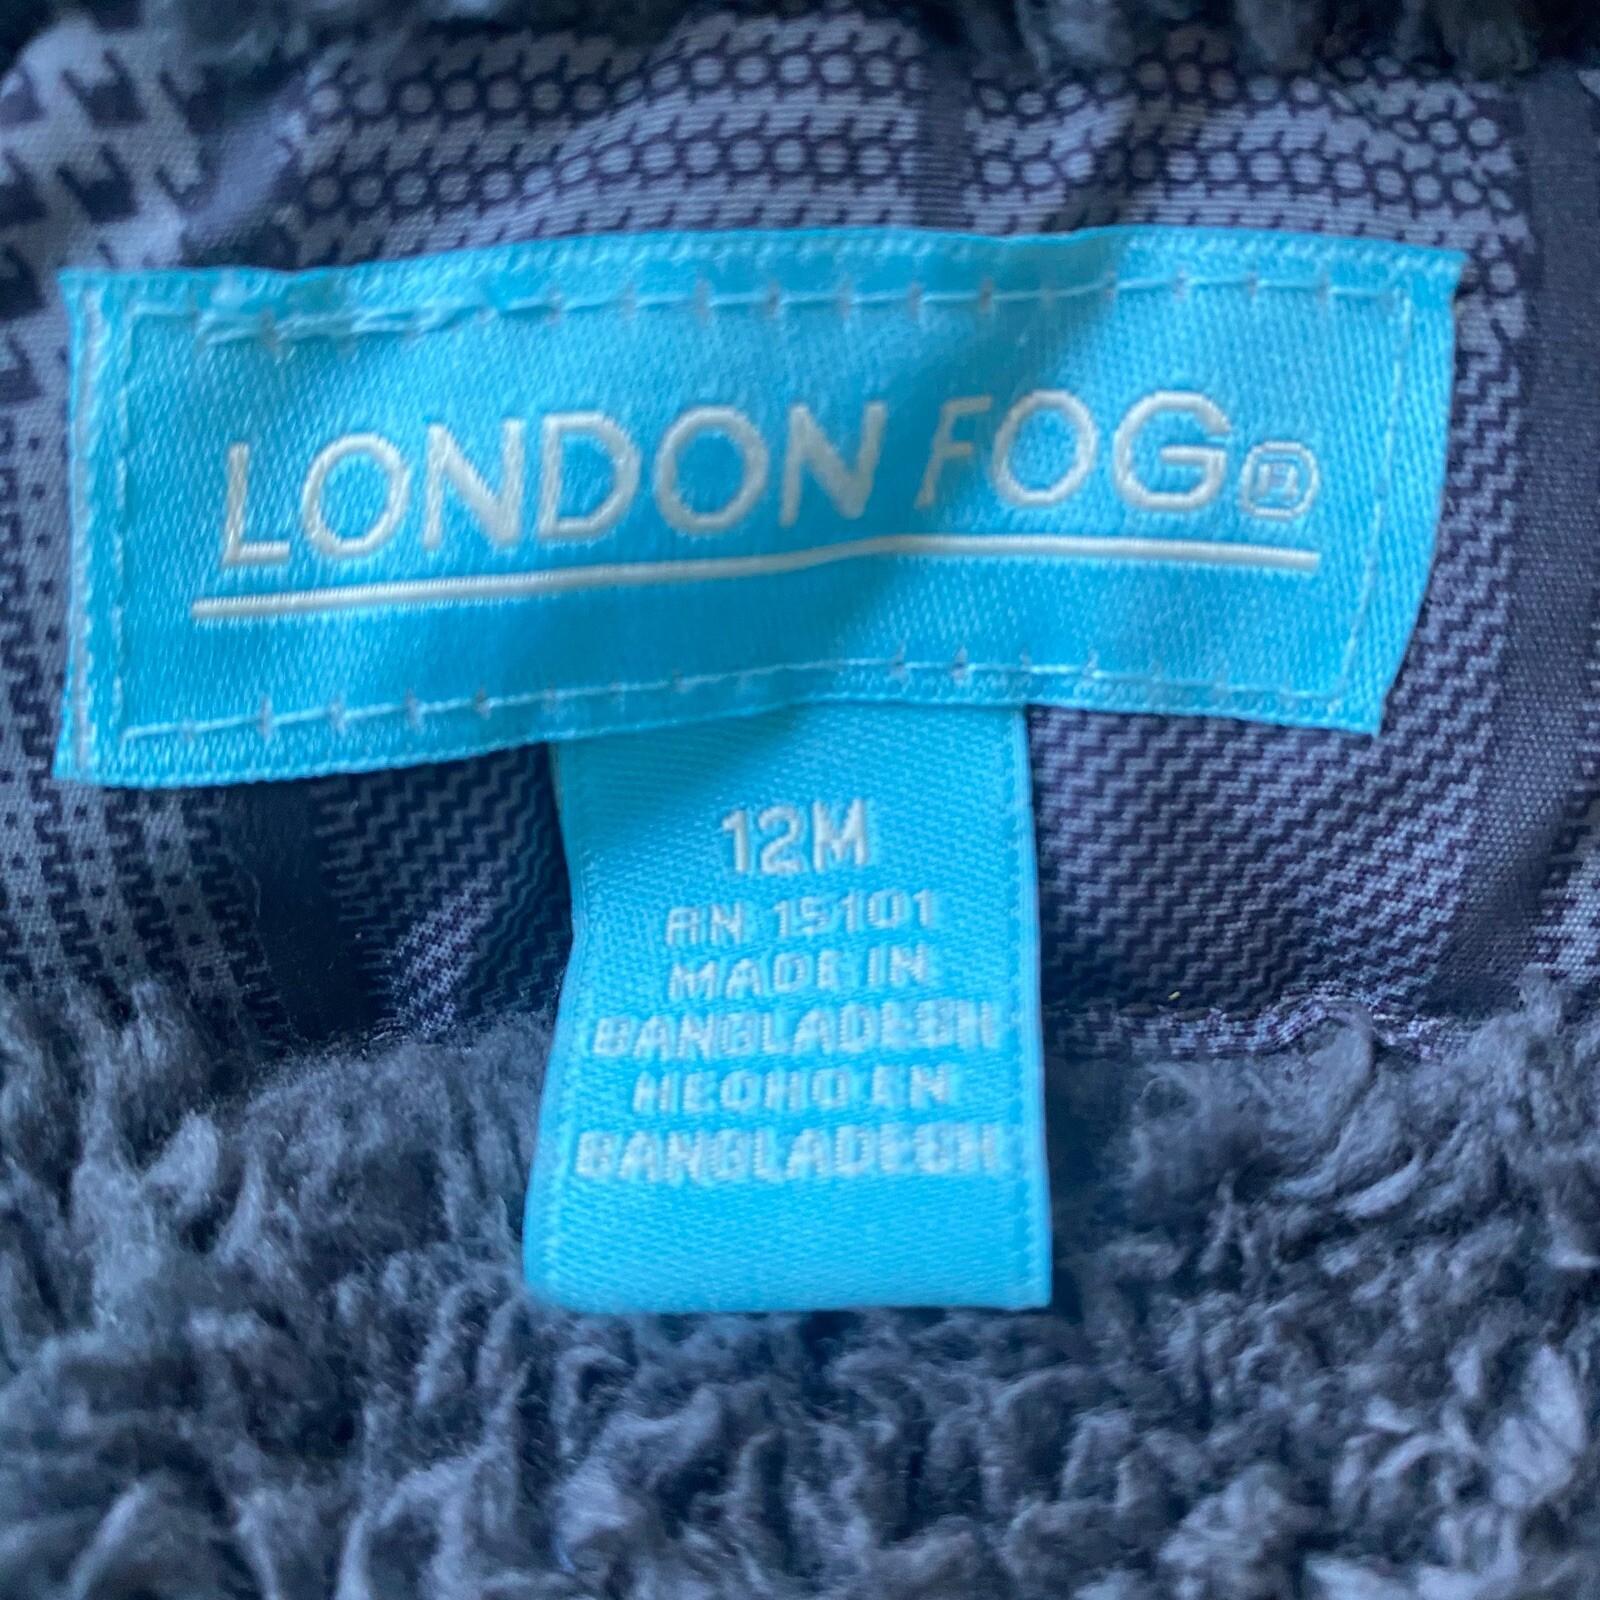 LONDON FOG®
12M
RN 15101
MADE IN
BANGLADESH
HECHO EN
BANGLADESH